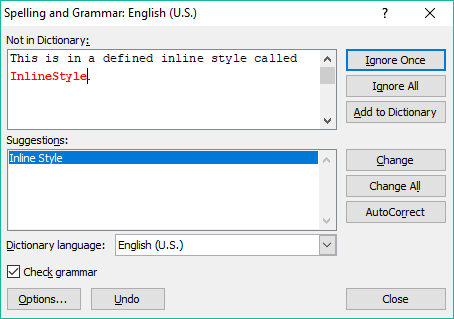 Spelling and Grammar: English (U.S.)
Not in Dictionary:
This is in a defined inline style called
InlineStyle.
Ignore Once
Ignore All
Add to Dictionary
Suggestions:
Inline Style
Change
Change All
AutoCorrect
Dictionary language: English (U.S.)
Check grammar
Options... Undo Close